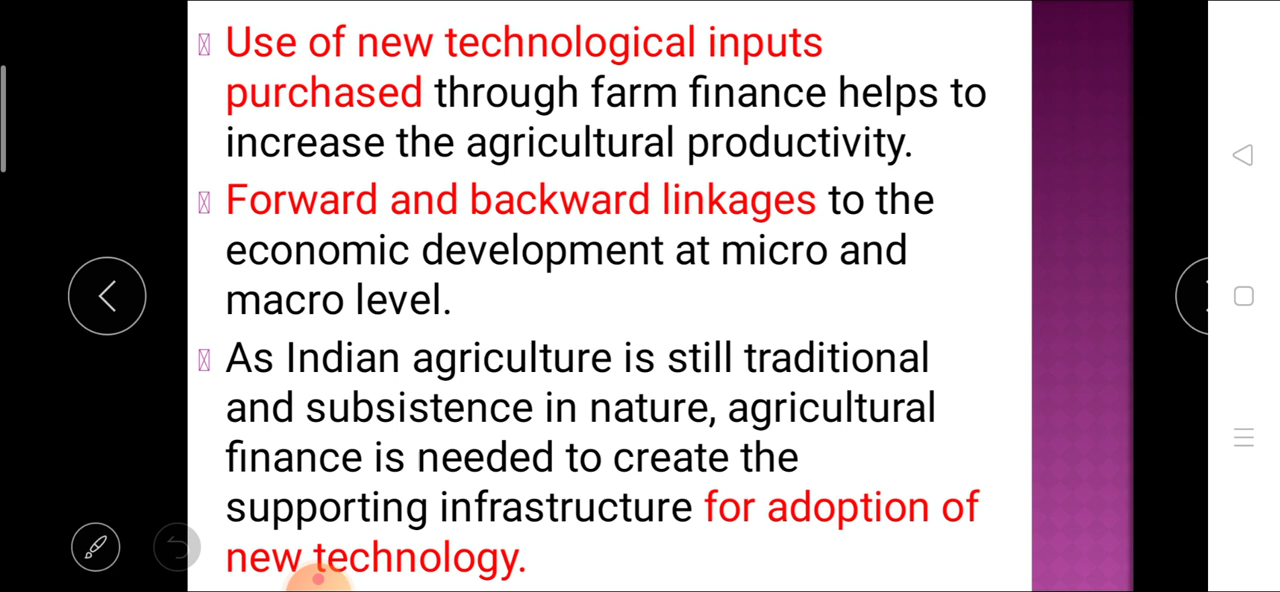 Use of new technological inputs
purchased through farm finance helps to
increase the agricultural productivity.
Forward and backward linkages to the
economic development at micro and
macro level.
As Indian agriculture is still traditional
and subsistence in nature, agricultural
finance is needed to create the
supporting infrastructure for adoption of
new technology.